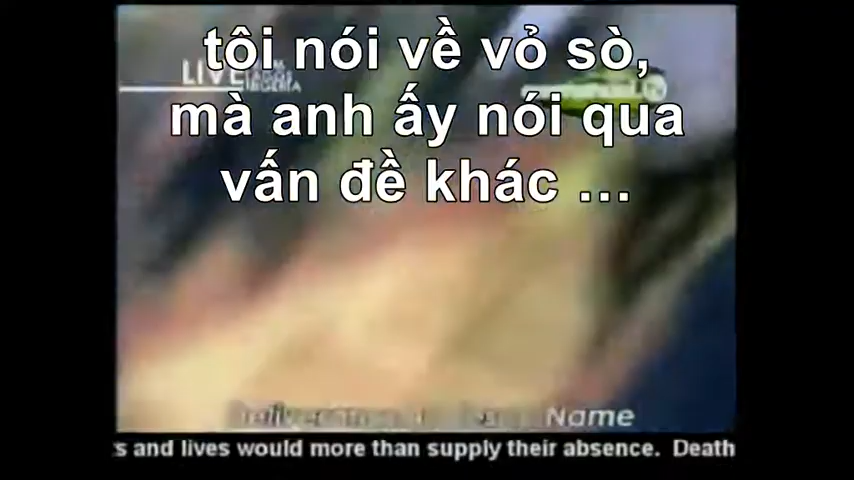 tôi nói về vỏ sò,
mà anh ấy nói qua
vấn đề khác ...
LIVE
NIGERIA
Name
and lives would more than supply their absence. Death